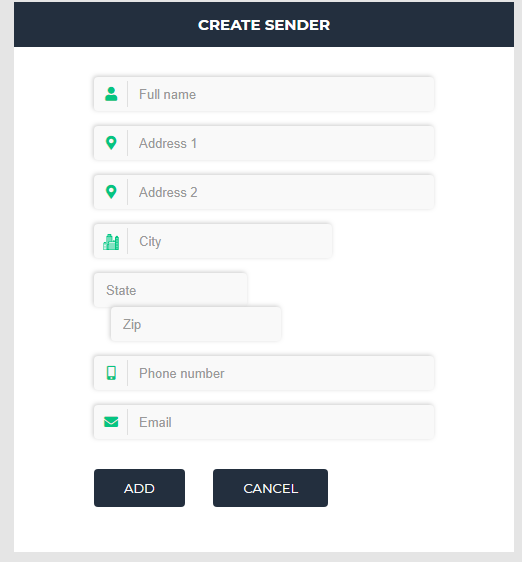 CREATE SENDER
Full name
Address 1
Address 2
City
State
Zip
Phone number
Email
ADD CANCEL